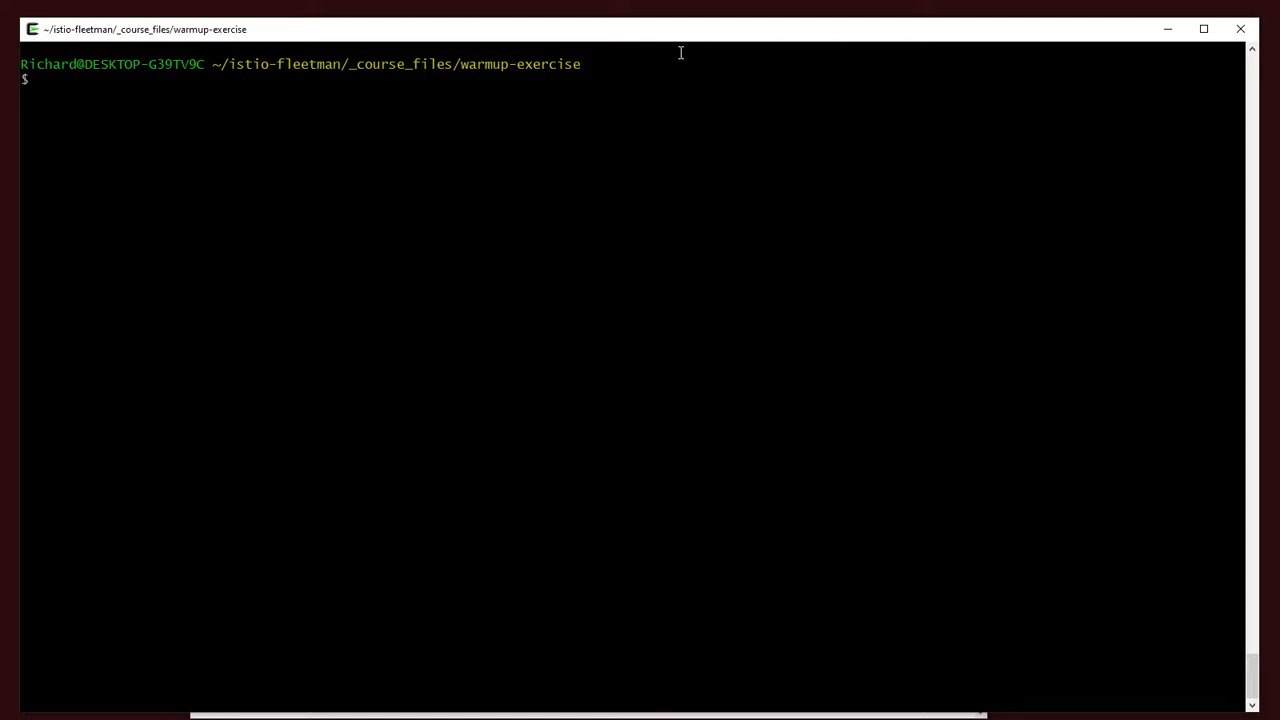 ~/istio-fleetman/_course_files/warmup-exercise
Richard@DESKTOP-G39TV9C ~/istio-fleetman/_course_files/warmup-exercise
$